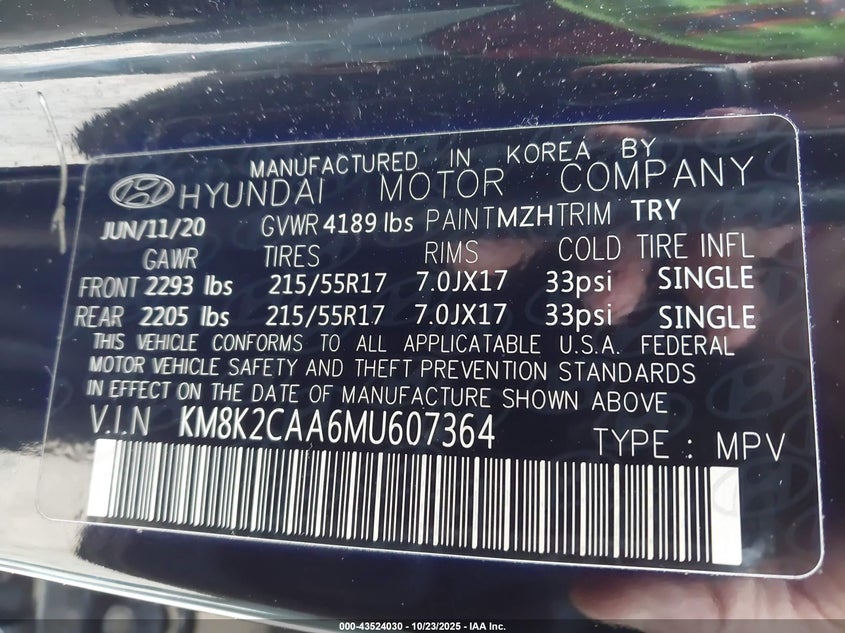 MANUFACTURED IN KOREA BY
HYUNDAI MOTOR COMPANY
JUN/11/20 GVWR 4189 lbs PAINT MZH TRIM TRY
GAWR TIRES RIMS COLD TIRE INFL
FRONT 2293 lbs 215/55R17 7.0JX17 33psi SINGLE
REAR 2205 lbs 215/55R17 7.0JX17 33psi SINGLE
THIS VEHICLE CONFORMS TO ALL APPLICATABLE U.S.A. FEDERAL
MOTOR VEHICLE SAFETY AND THEFT PREVENTION STANDARDS
IN EFFECT ON THE DATE OF MANUFACTURE SHOWN ABOVE
V.I.N KM8K2CAA6MU607364 TYPE : MPV
000-43524030 - 10/23/2025 - IAA Inc.